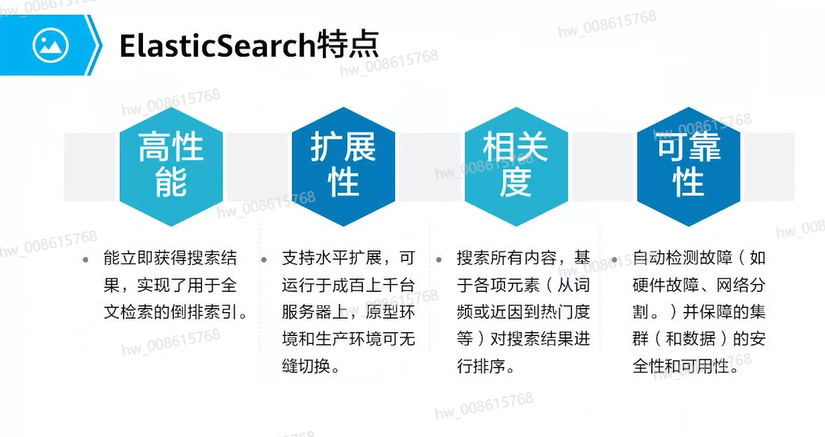 ElasticSearch特点
高性
能
扩展
性
相关
度
可靠
性
能立即获得搜索结
果，实现了用于全
文检索的倒排索引。
支持水平扩展，可
运行于成百上千台
服务器上，原型环
境和生产环境可无
缝切换。
搜索所有内容，基
于各项元素（从词
频或近因到热门度
等）对搜索结果进
行排序。
自动检测故障（如
硬件故障、网络分
割。）并保障的集
群（和数据）的安
全性和可用性。
hw_008615768
hw_008615768
hw_008615768
hw_008615768
hw_008615768
hw_008615768
hw_008615768
hw_008615768
hw_008615768
hw_008615768
hw_008615768
hw_008615768
hw_008615768
hw_008615768